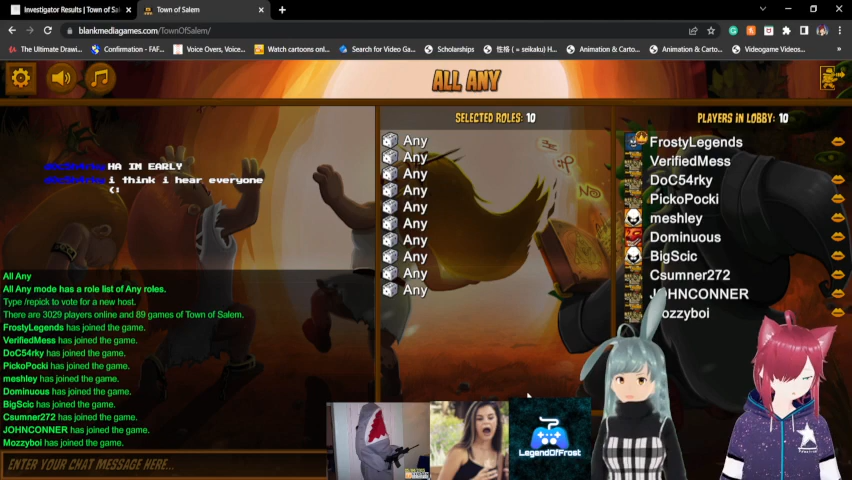 Investigator Results | Town of Sal
Town of Salem
blankmediagames.com/TownOfSalem/
The Ultimate Drawi...
Confirmation - FAF...
Voice Overs, Voice...
Watch cartoons onl...
Search for Video Ga...
Scholarships
性格 ( = seikaku) H...
Animation & Carto...
Animation & Carto...
Videogame Videos...
ALL ANY
SELECTED ROLES: 10
PLAYERS IN LOBBY: 10
HA IM EARLY
i think i hear everyone
(:
Any
Any
Any
Any
Any
Any
Any
Any
Any
Any
FrostyLegends
VerifiedMess
DoC54rky
PickoPocki
meshley
Dominuous
BigScic
Csumner272
JOHNCONNER
Mozzyboi
NO
All Any
All Any mode has a role list of Any roles.
Type /repick to vote for a new host.
There are 3029 players online and 89 games of Town of Salem.
FrostyLegends has joined the game.
VerifiedMess has joined the game.
DoC54rky has joined the game.
PickoPocki has joined the game.
meshley has joined the game.
Dominuous has joined the game.
BigScic has joined the game.
Csumner272 has joined the game.
JOHNCONNER has joined the game.
Mozzyboi has joined the game.
ENTER YOUR CHAT MESSAGE HERE...
LegendOfFrost